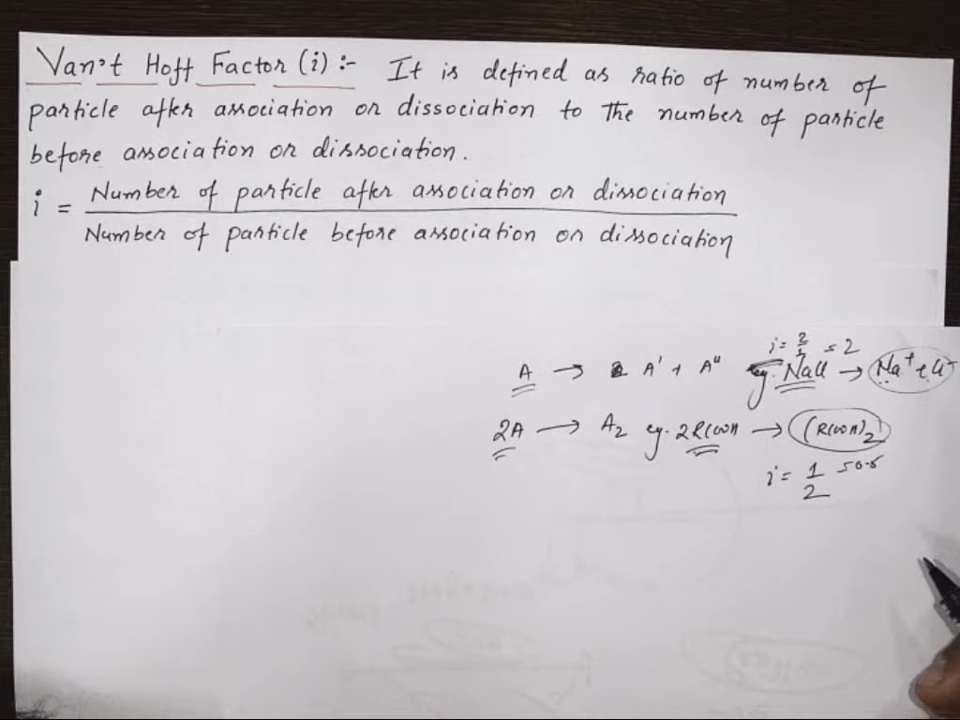 Van't Hoff Factor (i) :- It is defined as ratio of number of
particle after association or dissociation to the number of particle
before association or dissociation.
i = Number of particle after association or dissociation
Number of particle before association or dissociation
i = 2/1 = 2
A → A' + A" eg. NaCl → Na⁺ + Cl⁻
2A → A₂ eg. 2RCOOH → (RCOOH)₂
i = 1/2 = 0.5